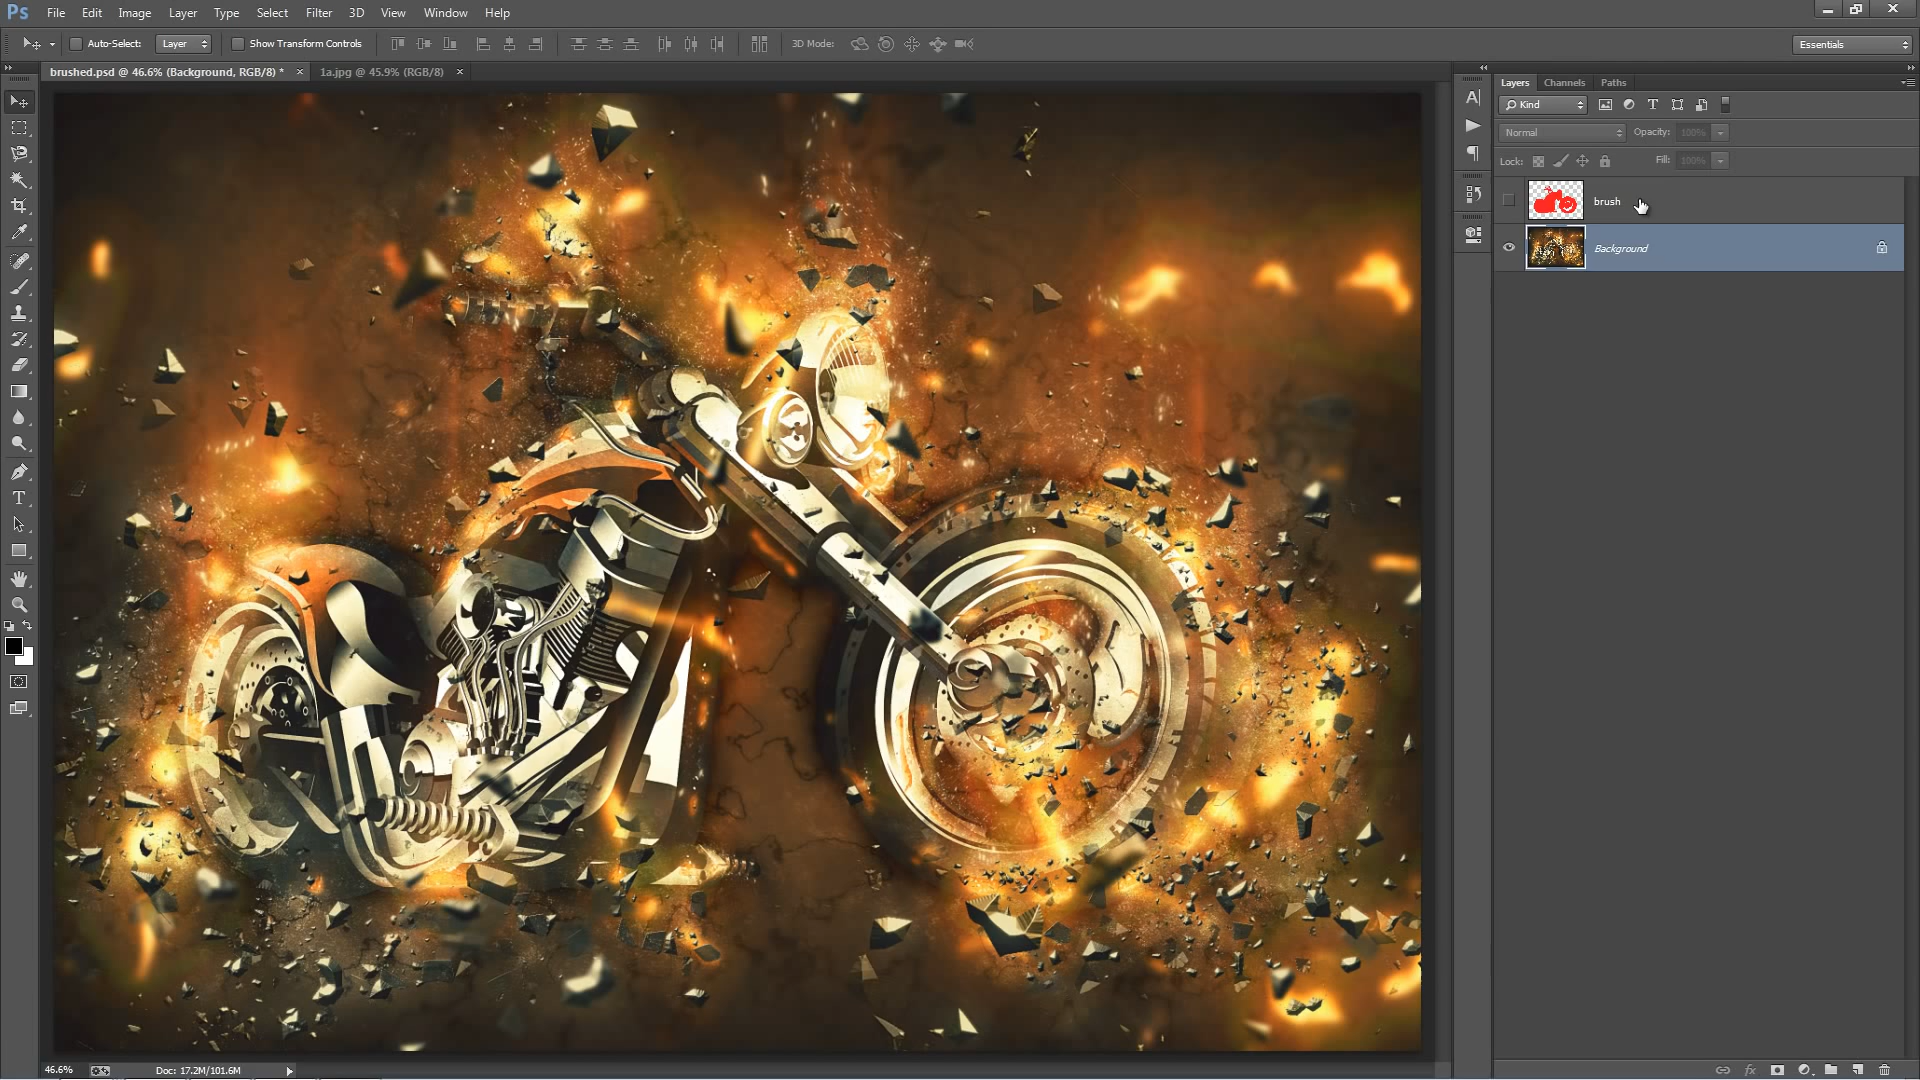 Ps File Edit Image Layer Type Select Filter 3D View Window Help
Auto-Select: Layer Show Transform Controls 3D Mode: Essentials
brushed.psd @ 46.6% (Background, RGB/8) * × 1a.jpg @ 45.9% (RGB/8) ×
Layers Channels Paths
Kind
Normal Opacity: 100%
Lock: Fill: 100%
brush
Background
46.6% Doc: 17.2M/101.6M